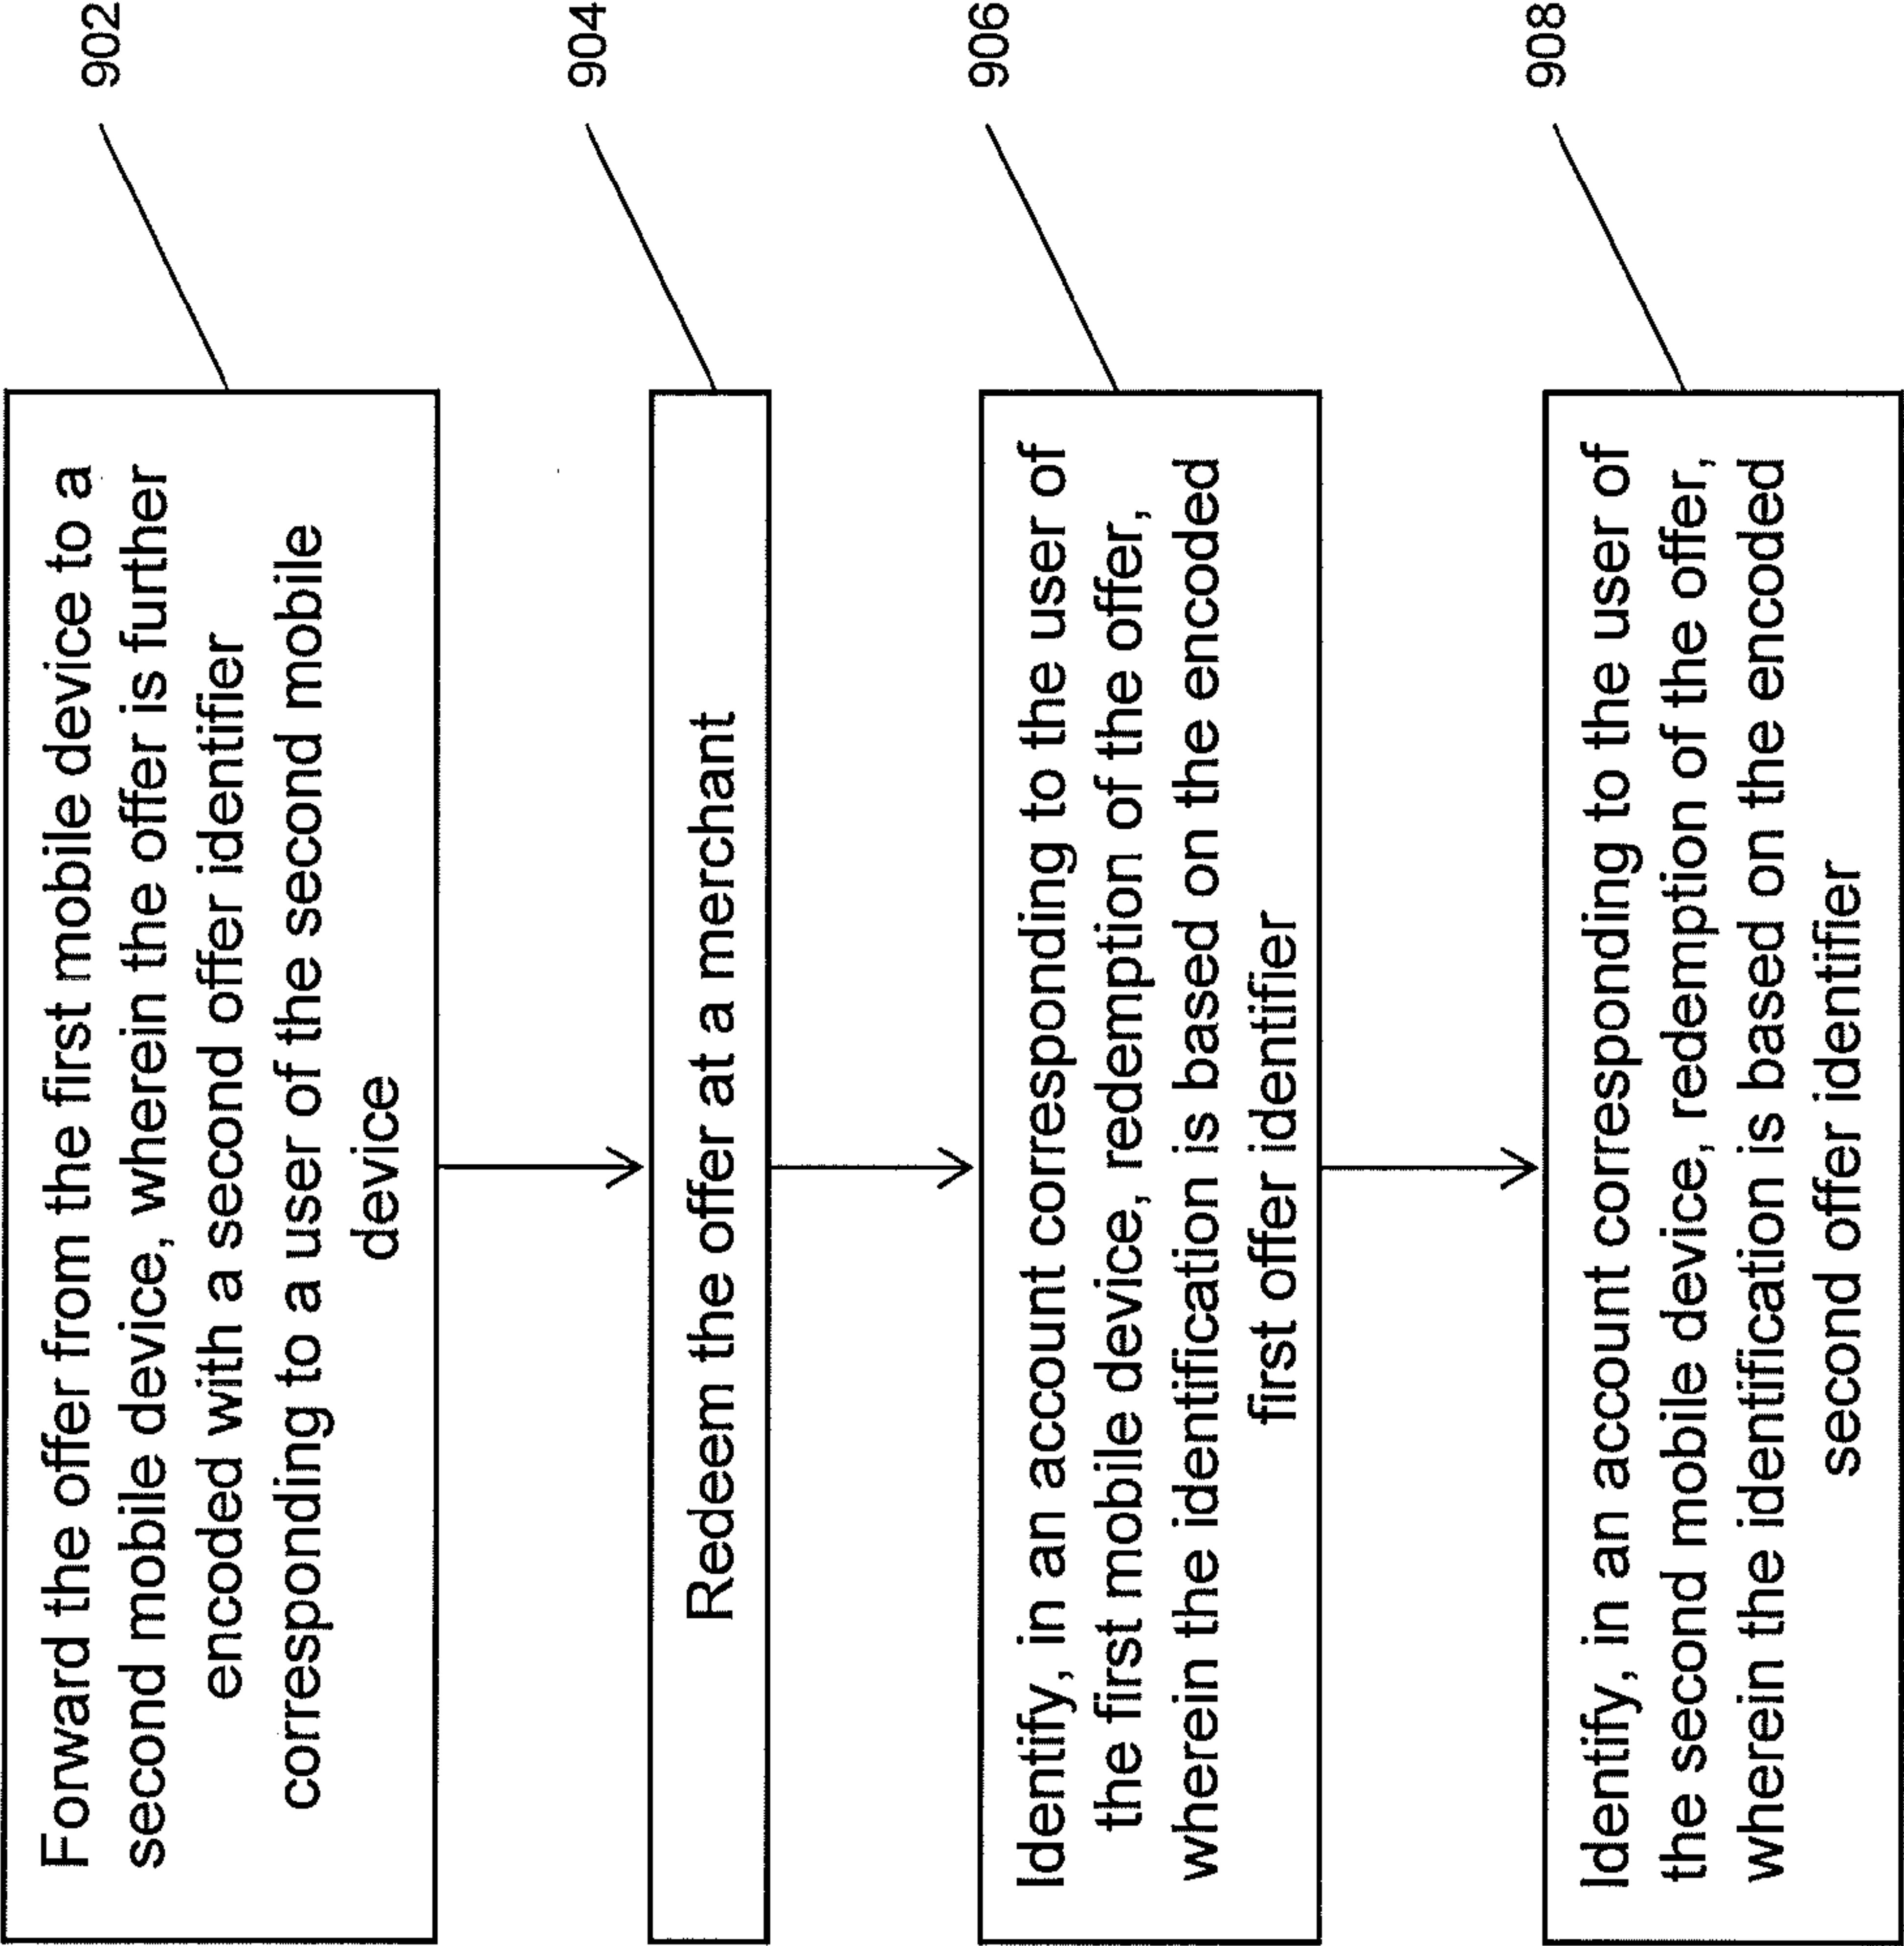 Forward the offer from the first mobile device to a
second mobile device, wherein the offer is further
encoded with a second offer identifier
corresponding to a user of the second mobile
device
902
Redeem the offer at a merchant
904
Identify, in an account corresponding to the user of
the first mobile device, redemption of the offer,
wherein the identification is based on the encoded
first offer identifier
906
Identify, in an account corresponding to the user of
the second mobile device, redemption of the offer,
wherein the identification is based on the encoded
second offer identifier
908